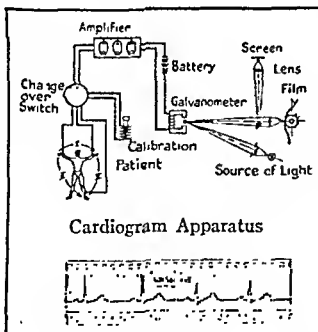 Amplifier
Screen
Battery
Lens
Film
Change
over
Switch
Galvanometer
Calibration
Patient
Source of Light
Cardiogram Apparatus